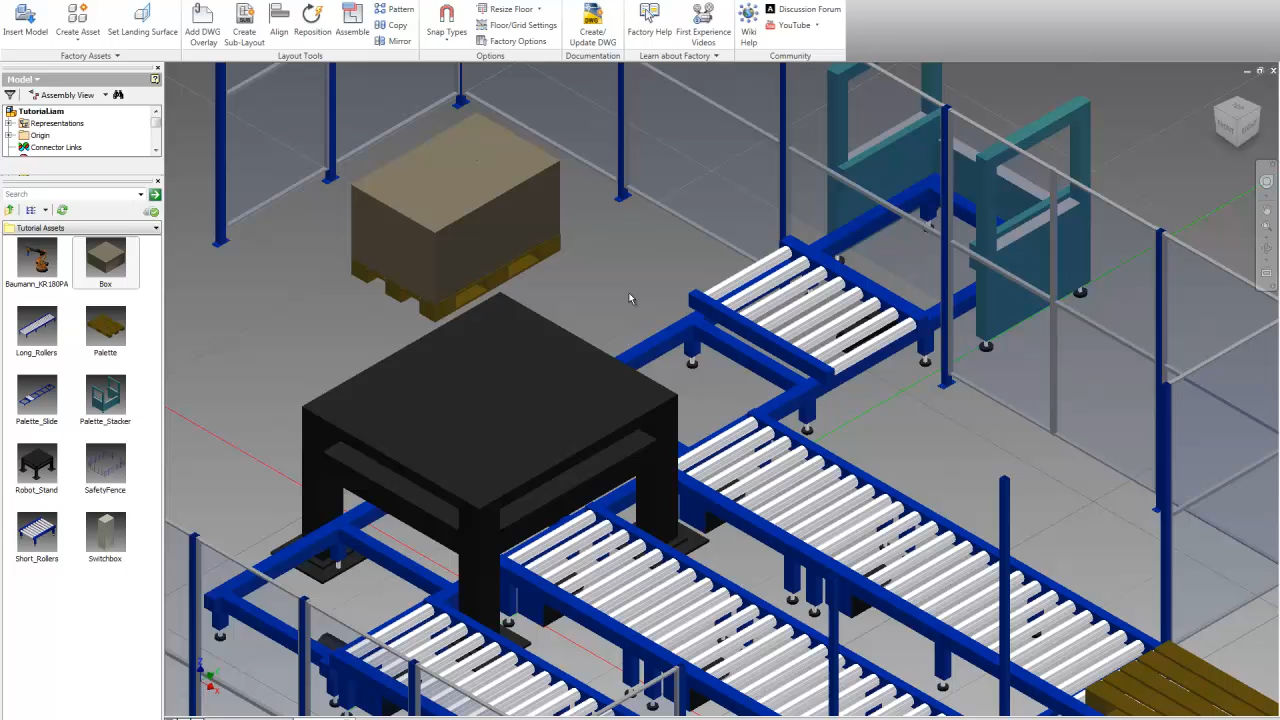 Insert Model
Create Asset
Set Landing Surface
Factory Assets
Add DWG
Overlay
Create
Sub-Layout
Align
Reposition
Assemble
Pattern
Copy
Mirror
Layout Tools
Snap Types
Resize Floor
Floor/Grid Settings
Factory Options
Options
Create/
Update DWG
Documentation
Factory Help
First Experience
Videos
Learn about Factory
Wiki
Help
Discussion Forum
YouTube
Community
Model
Assembly View
Tutorial.iam
Representations
Origin
Connector Links
Search
Tutorial Assets
Baumann_KR180PA
Box
Long_Rollers
Palette
Palette_Slide
Palette_Stacker
Robot_Stand
SafetyFence
Short_Rollers
Switchbox